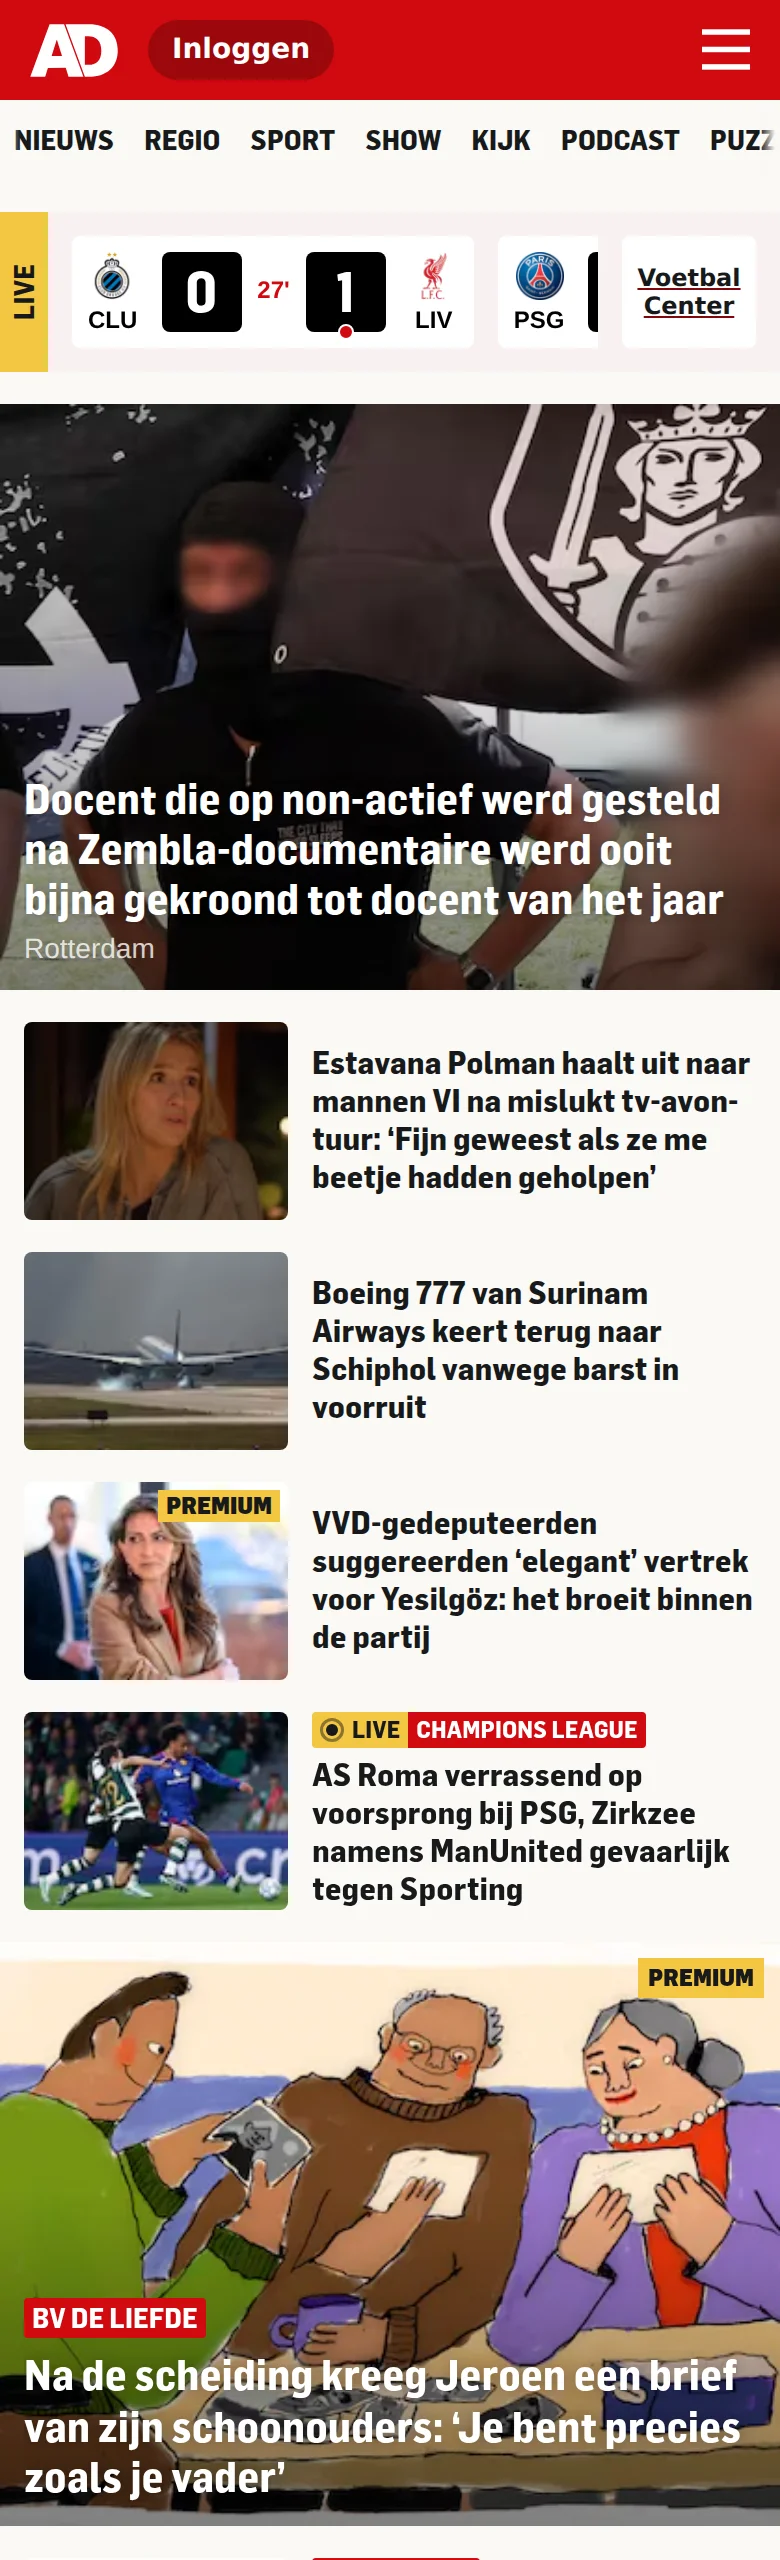 AD
Inloggen
NIEUWS REGIO SPORT SHOW KIJK PODCAST PUZZ
LIVE
CLU
0
27'
1
L.F.C.
LIV
PARIS
PSG
Voetbal
Center
THE CITY THAT
Docent die op non-actief werd gesteld
na Zembla-documentaire werd ooit
bijna gekroond tot docent van het jaar
Rotterdam
Estavana Polman haalt uit naar
mannen VI na mislukt tv-avon-
tuur: ‘Fijn geweest als ze me
beetje hadden geholpen’
Boeing 777 van Surinam
Airways keert terug naar
Schiphol vanwege barst in
voorruit
PREMIUM
VVD-gedeputeerden
suggereerden ‘elegant’ vertrek
voor Yesilgöz: het broeit binnen
de partij
LIVE CHAMPIONS LEAGUE
AS Roma verrassend op
voorsprong bij PSG, Zirkzee
namens ManUnited gevaarlijk
tegen Sporting
PREMIUM
BV DE LIEFDE
Na de scheiding kreeg Jeroen een brief
van zijn schoonouders: ‘Je bent precies
zoals je vader’